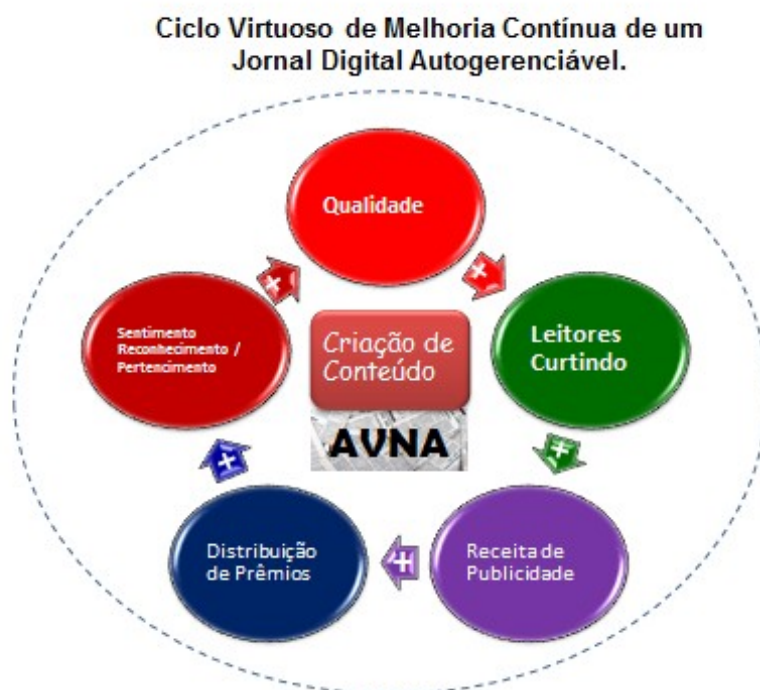 Ciclo Virtuoso de Melhoria Contínua de um
Jornal Digital Autogerenciável.
Qualidade
+
+
Sentimento
Reconhecimento /
Pertencimento
Criação de
Conteúdo
Leitores
Curtindo
AVNA
+
+
Distribuição
de Prêmios
+
Receita de
Publicidade